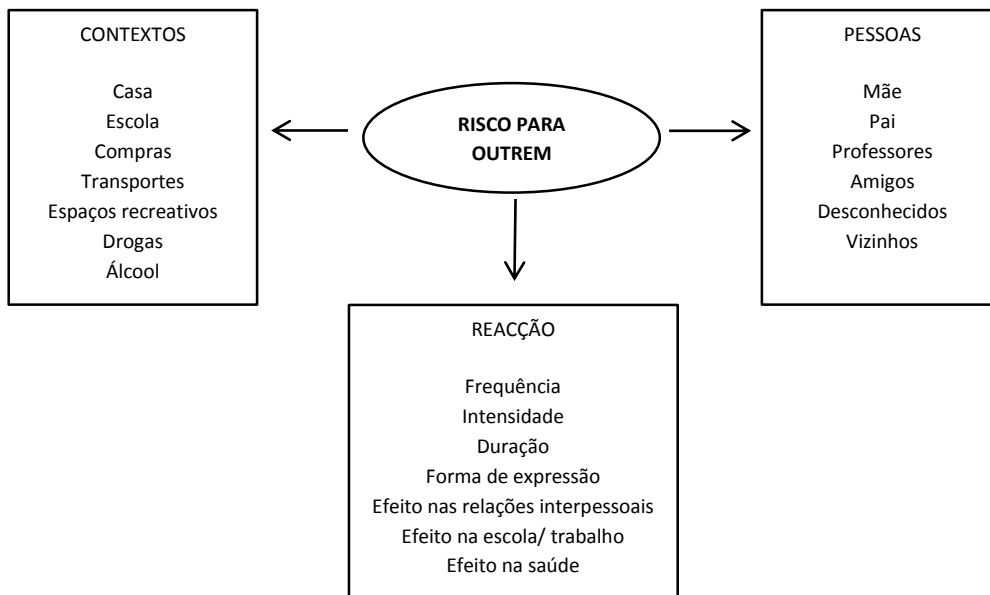 CONTEXTOS
Casa
Escola
Compras
Transportes
Espaços recreativos
Drogas
Álcool
RISCO PARA
OUTREM
PESSOAS
Mãe
Pai
Professores
Amigos
Desconhecidos
Vizinhos
REACÇÃO
Frequência
Intensidade
Duração
Forma de expressão
Efeito nas relações interpessoais
Efeito na escola/ trabalho
Efeito na saúde